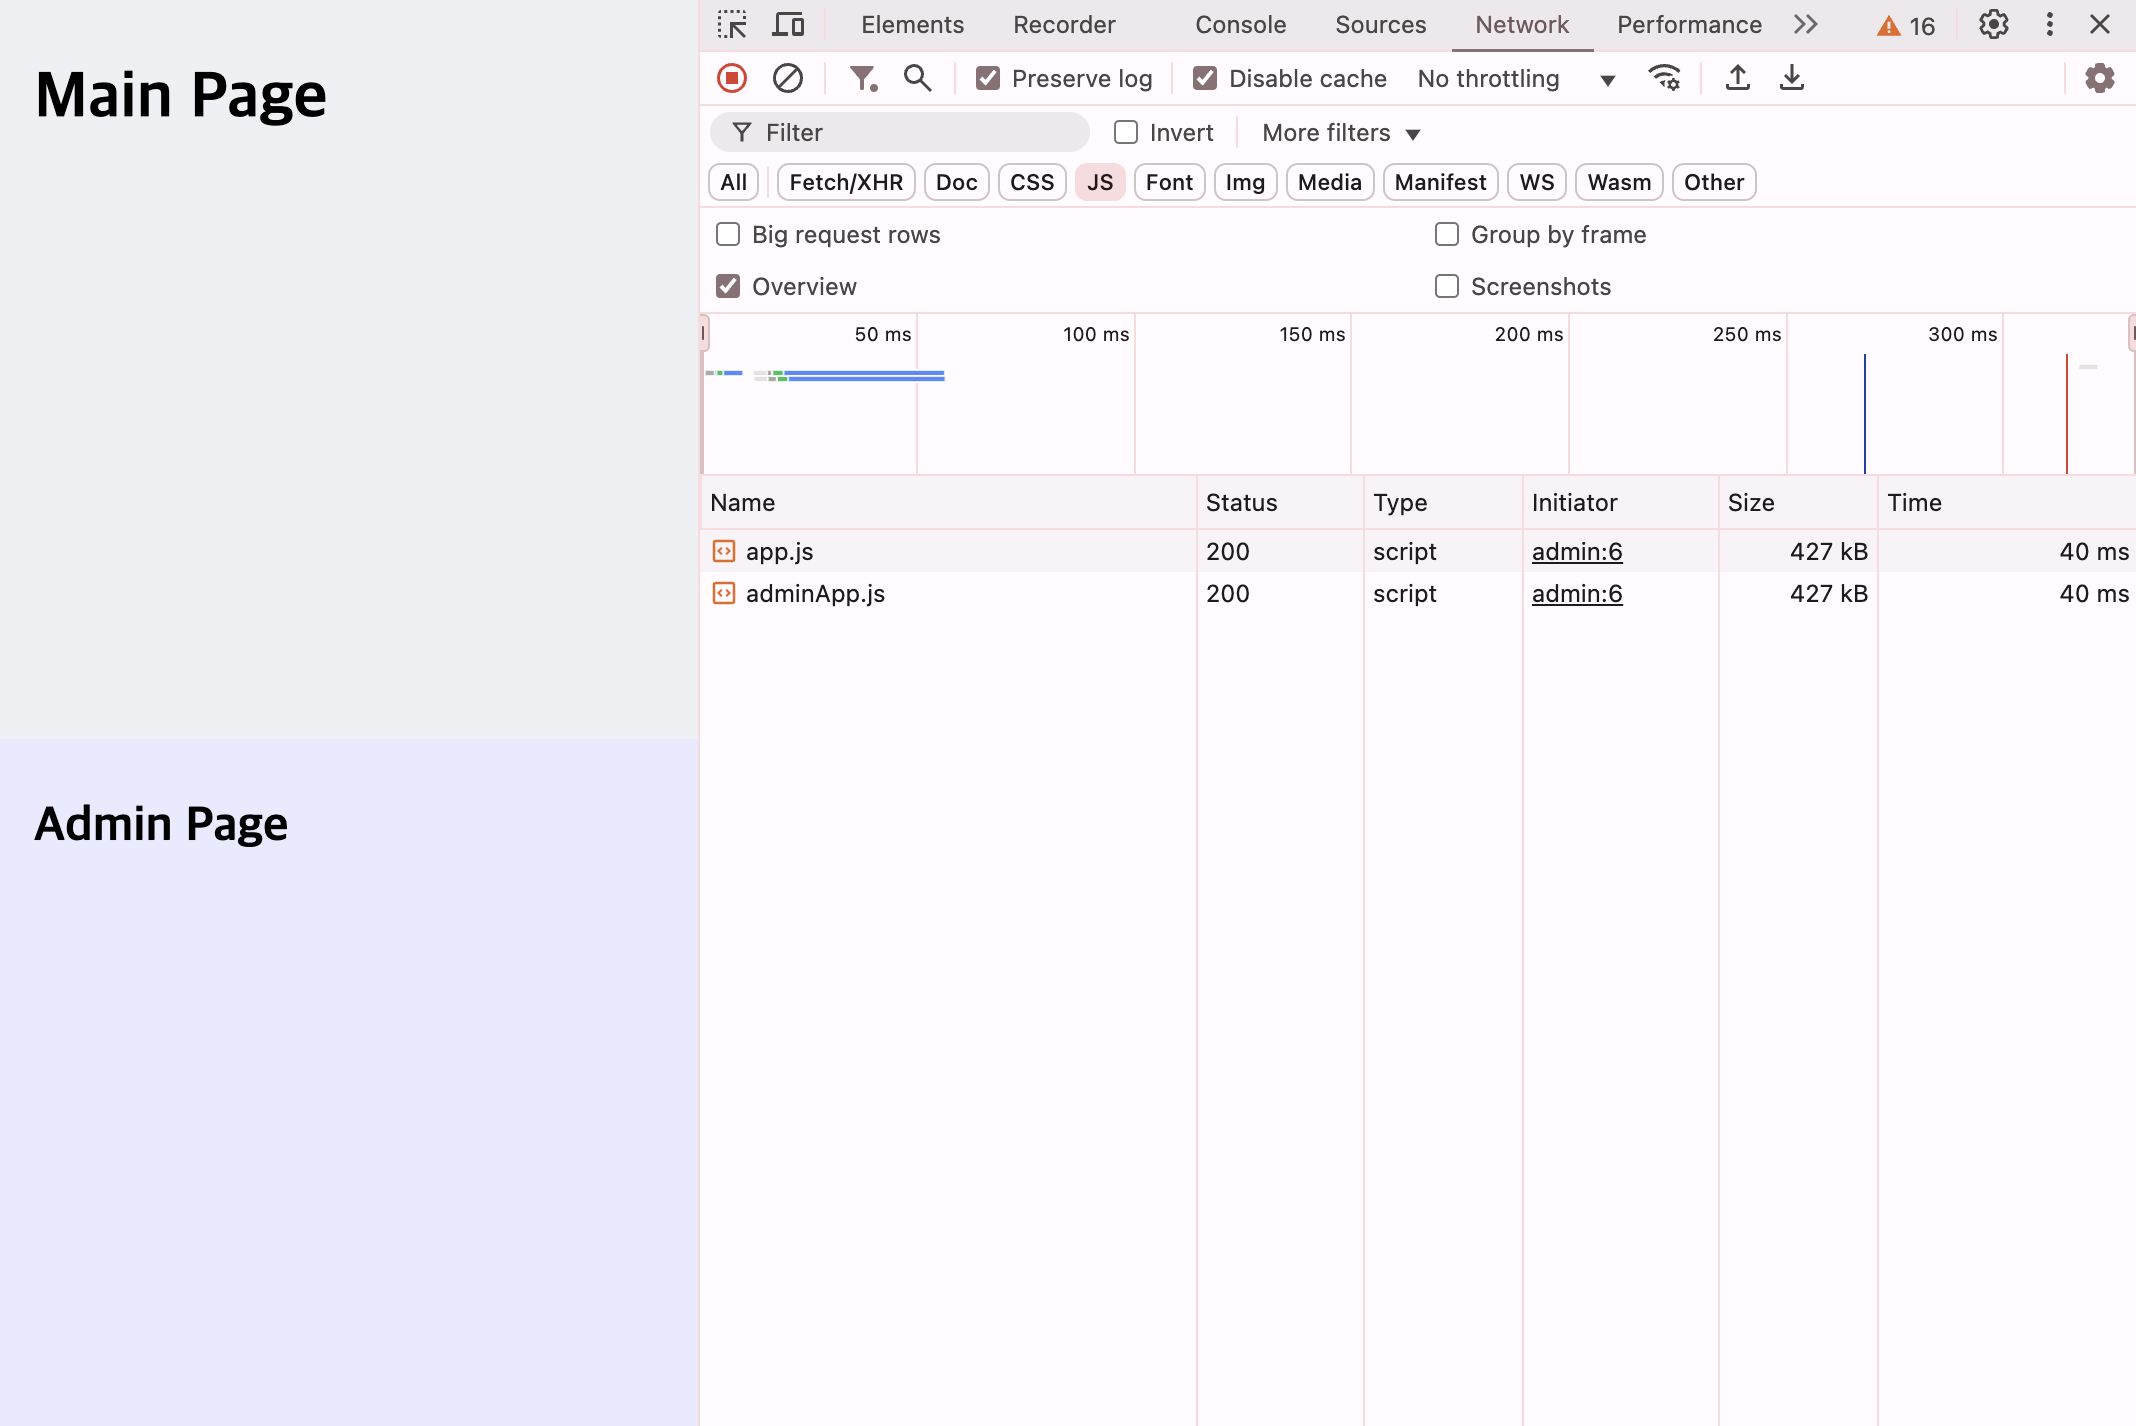 Main Page
Admin Page
Elements Recorder Console Sources Network Performance 16
Preserve log Disable cache No throttling
Filter Invert More filters
All Fetch/XHR Doc CSS JS Font Img Media Manifest WS Wasm Other
Big request rows Group by frame
Overview Screenshots
50 ms 100 ms 150 ms 200 ms 250 ms 300 ms
Name Status Type Initiator Size Time
app.js 200 script admin:6 427 kB 40 ms
adminApp.js 200 script admin:6 427 kB 40 ms